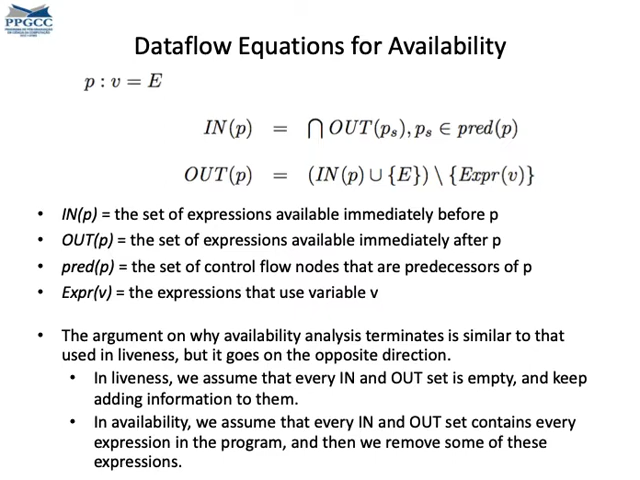 PPGCC
Dataflow Equations for Availability
p : v = E
IN(p) = ⋂ OUT(pₛ), pₛ ∈ pred(p)
OUT(p) = (IN(p) ∪ {E}) \ {Expr(v)}
• IN(p) = the set of expressions available immediately before p
• OUT(p) = the set of expressions available immediately after p
• pred(p) = the set of control flow nodes that are predecessors of p
• Expr(v) = the expressions that use variable v
• The argument on why availability analysis terminates is similar to that
used in liveness, but it goes on the opposite direction.
• In liveness, we assume that every IN and OUT set is empty, and keep
adding information to them.
• In availability, we assume that every IN and OUT set contains every
expression in the program, and then we remove some of these
expressions.